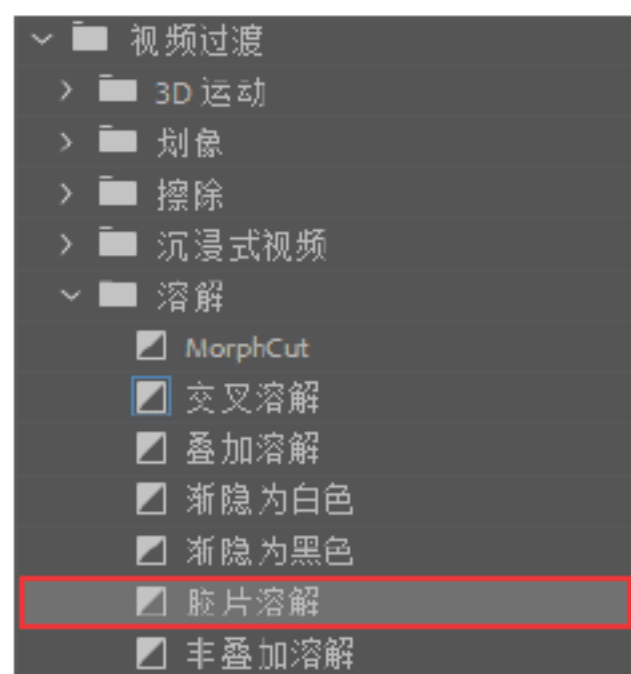 视频过渡
3D 运动
划像
擦除
沉浸式视频
溶解
MorphCut
交叉溶解
叠加溶解
渐隐为白色
渐隐为黑色
胶片溶解
丰叠加溶解